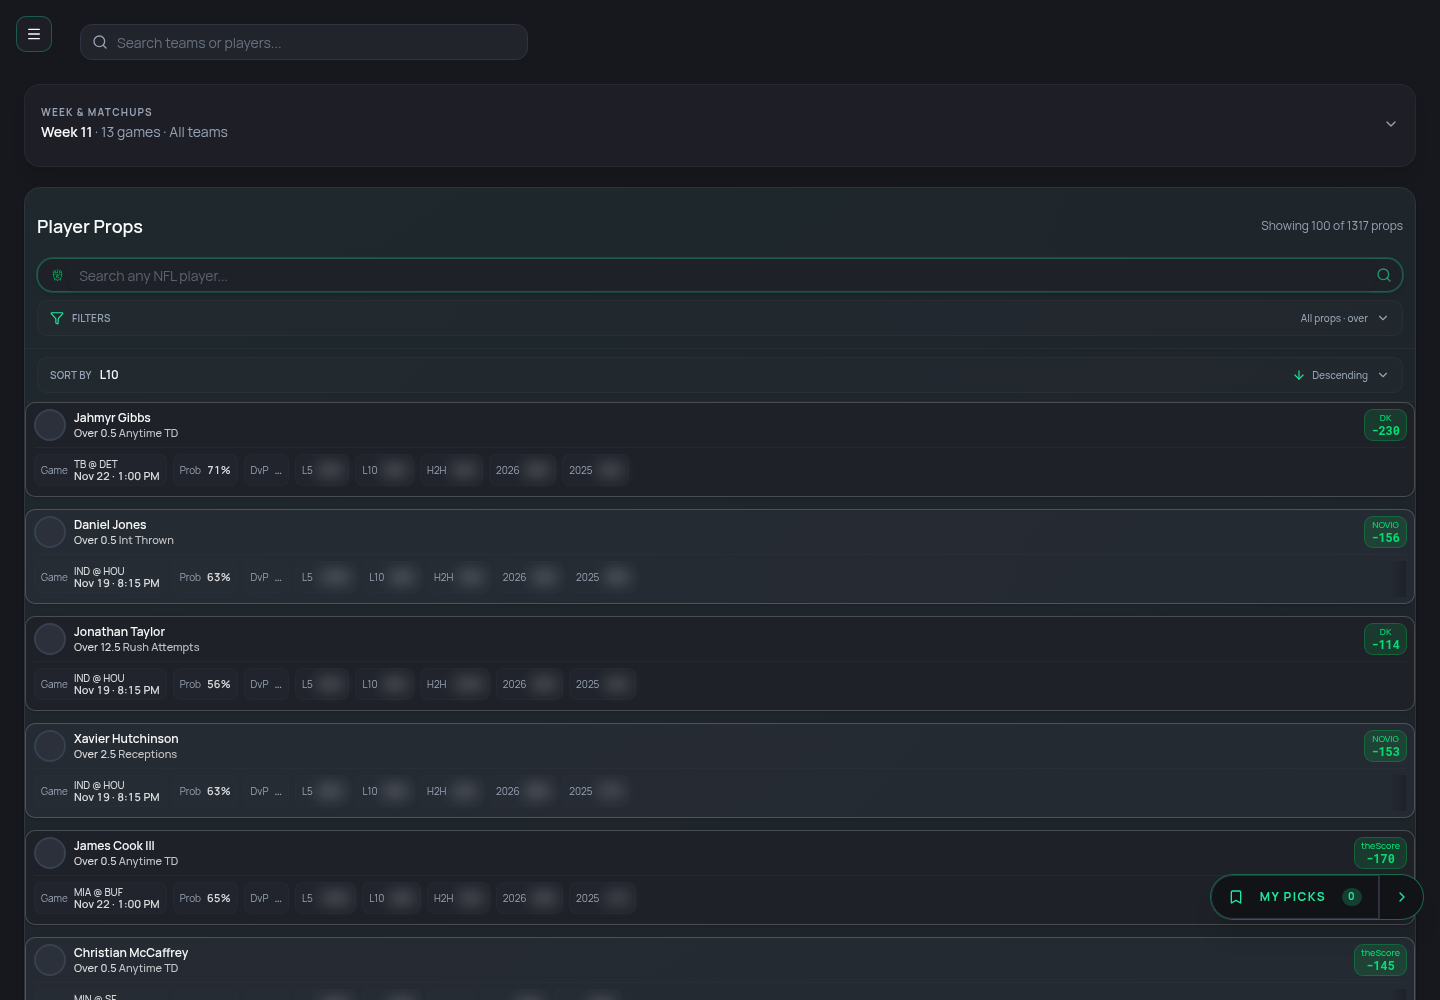 Search teams or players...
WEEK & MATCHUPS
Week 11 · 13 games · All teams
Player Props
Showing 100 of 1317 props
Search any NFL player...
FILTERS
All props · over
SORT BY L10
Descending
Jahmyr Gibbs
Over 0.5 Anytime TD
DK
-230
Game TB @ DET
Nov 22 · 1:00 PM
Prob 71%
DvP ...
L5
L10
H2H
2026
2025
Daniel Jones
Over 0.5 Int Thrown
NOVIG
-156
Game IND @ HOU
Nov 19 · 8:15 PM
Prob 63%
DvP ...
L5
L10
H2H
2026
2025
Jonathan Taylor
Over 12.5 Rush Attempts
DK
-114
Game IND @ HOU
Nov 19 · 8:15 PM
Prob 56%
DvP ...
L5
L10
H2H
2026
2025
Xavier Hutchinson
Over 2.5 Receptions
NOVIG
-153
Game IND @ HOU
Nov 19 · 8:15 PM
Prob 63%
DvP ...
L5
L10
H2H
2026
2025
James Cook III
Over 0.5 Anytime TD
theScore
-170
Game MIA @ BUF
Nov 22 · 1:00 PM
Prob 65%
DvP ...
L5
L10
H2H
2026
2025
MY PICKS 0
Christian McCaffrey
Over 0.5 Anytime TD
theScore
-145
MIN @ SF